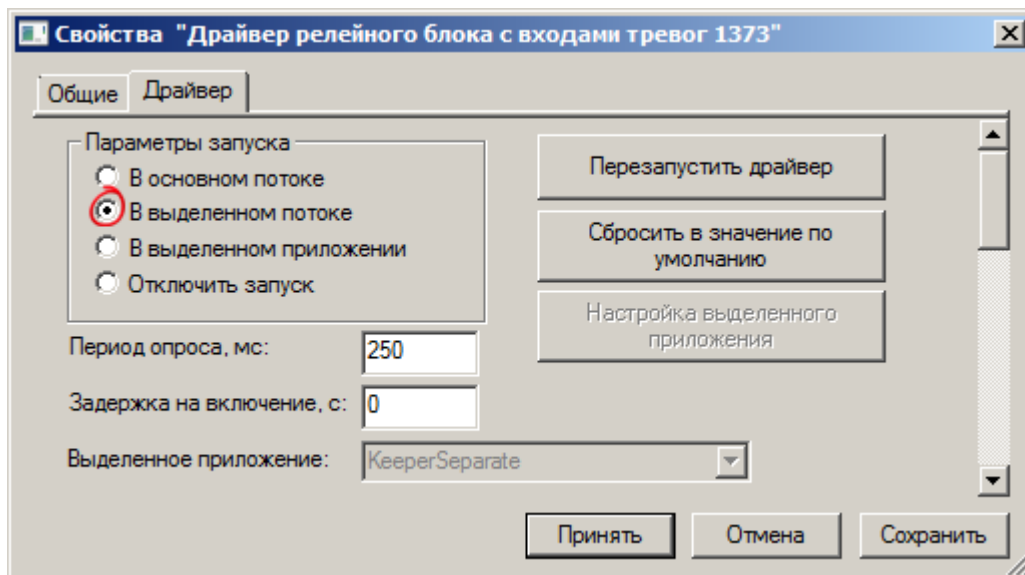 Свойства "Драйвер релейного блока с входами тревог 1373"
Общие
Драйвер
Параметры запуска
В основном потоке
В выделенном потоке
В выделенном приложении
Отключить запуск
Перезапустить драйвер
Сбросить в значение по
умолчанию
Настройка выделенного
приложения
Период опроса, мс:
250
Задержка на включение, с:
0
Выделенное приложение:
KeeperSeparate
Принять
Отмена
Сохранить